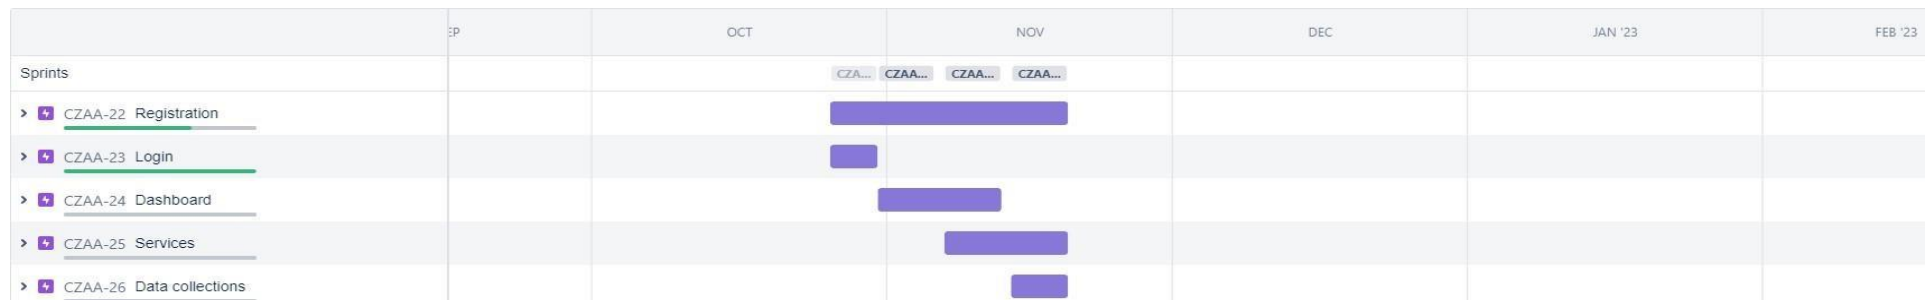 EP OCT NOV DEC JAN '23 FEB '23
Sprints CZA... CZAA... CZAA... CZAA...
CZAA-22 Registration
CZAA-23 Login
CZAA-24 Dashboard
CZAA-25 Services
CZAA-26 Data collections